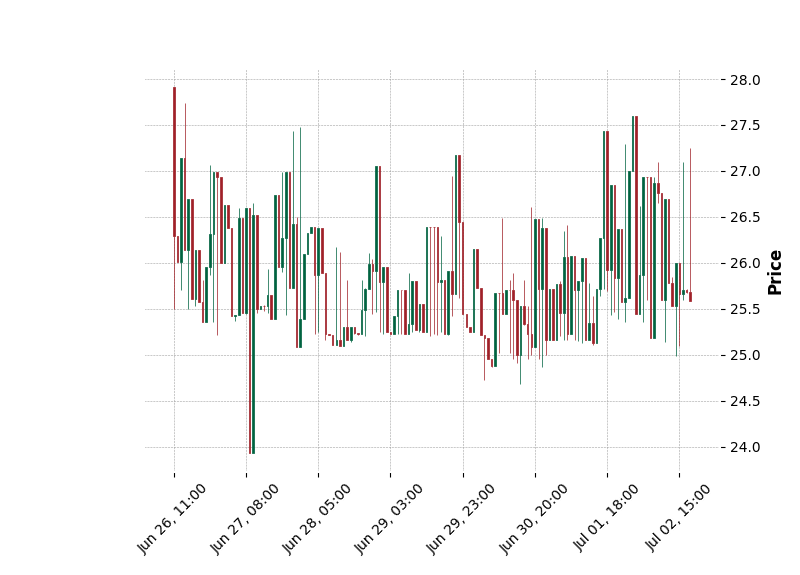 28.0
27.5
27.0
26.5
26.0
25.5
25.0
24.5
24.0
Price
Jun 26, 11:00
Jun 27, 08:00
Jun 28, 05:00
Jun 29, 03:00
Jun 29, 23:00
Jun 30, 20:00
Jul 01, 18:00
Jul 02, 15:00